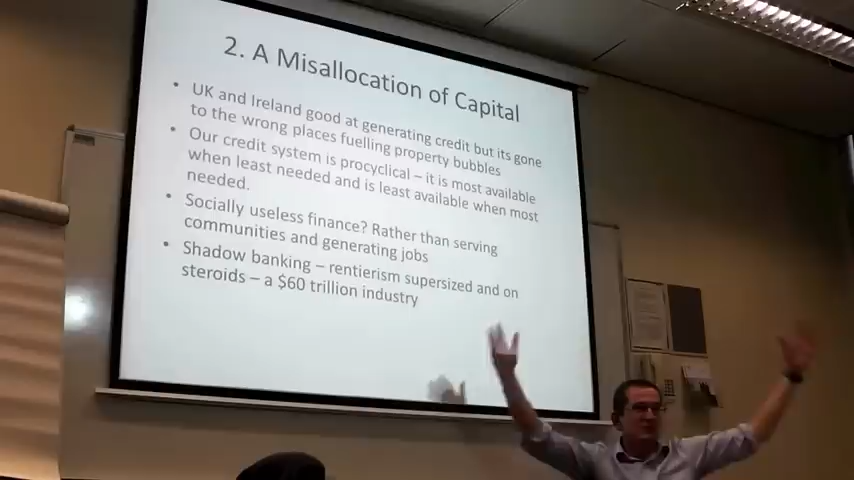 2. A Misallocation of Capital
• UK and Ireland good at generating credit but its gone
to the wrong places fuelling property bubbles
• Our credit system is procyclical – it is most available
when least needed and is least available when most
needed.
• Socially useless finance? Rather than serving
communities and generating jobs
• Shadow banking – rentierism supersized and on
steroids – a $60 trillion industry